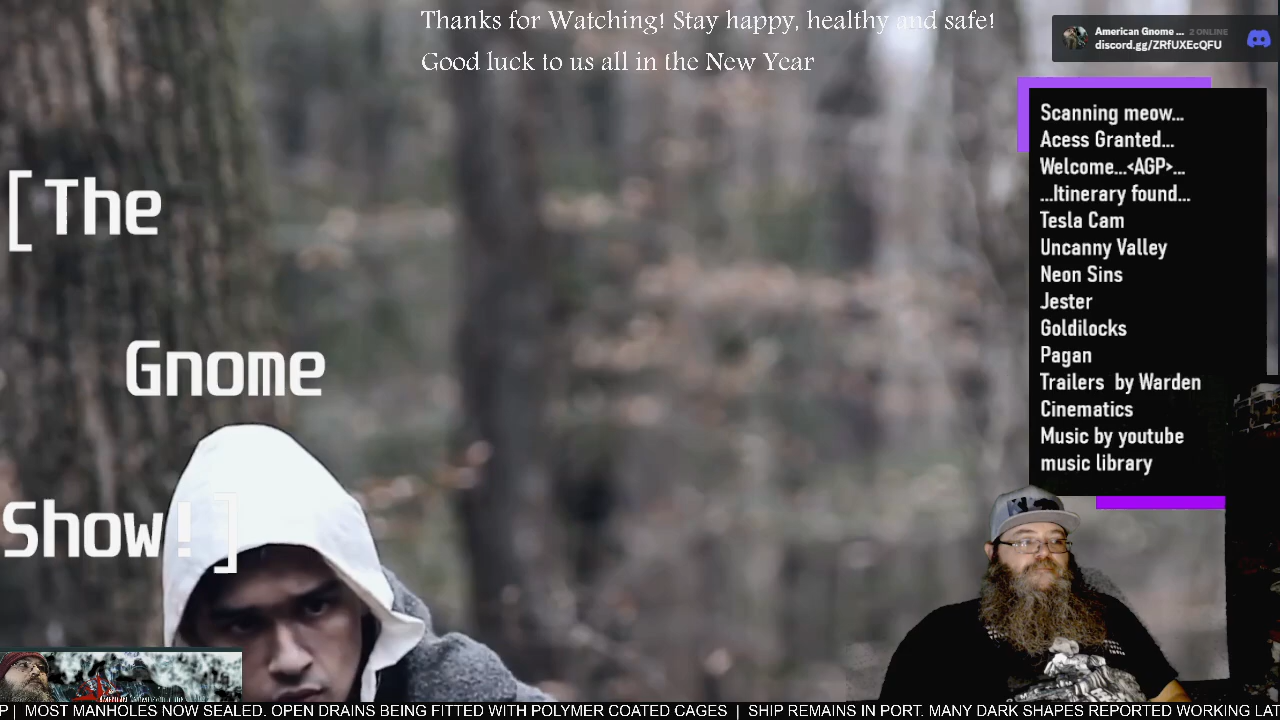 Thanks for Watching! Stay happy, healthy and safe!
Good luck to us all in the New Year
American Gnome ... 2 ONLINE
discord.gg/ZRfUXEcQFU
Scanning meow...
Acess Granted...
Welcome...<AGP>...
...Itinerary found...
Tesla Cam
Uncanny Valley
Neon Sins
Jester
Goldilocks
Pagan
Trailers by Warden
Cinematics
Music by youtube
music library
[The
Gnome
Show!]
P | MOST MANHOLES NOW SEALED. OPEN DRAINS BEING FITTED WITH POLYMER COATED CAGES | SHIP REMAINS IN PORT. MANY DARK SHAPES REPORTED WORKING LAT